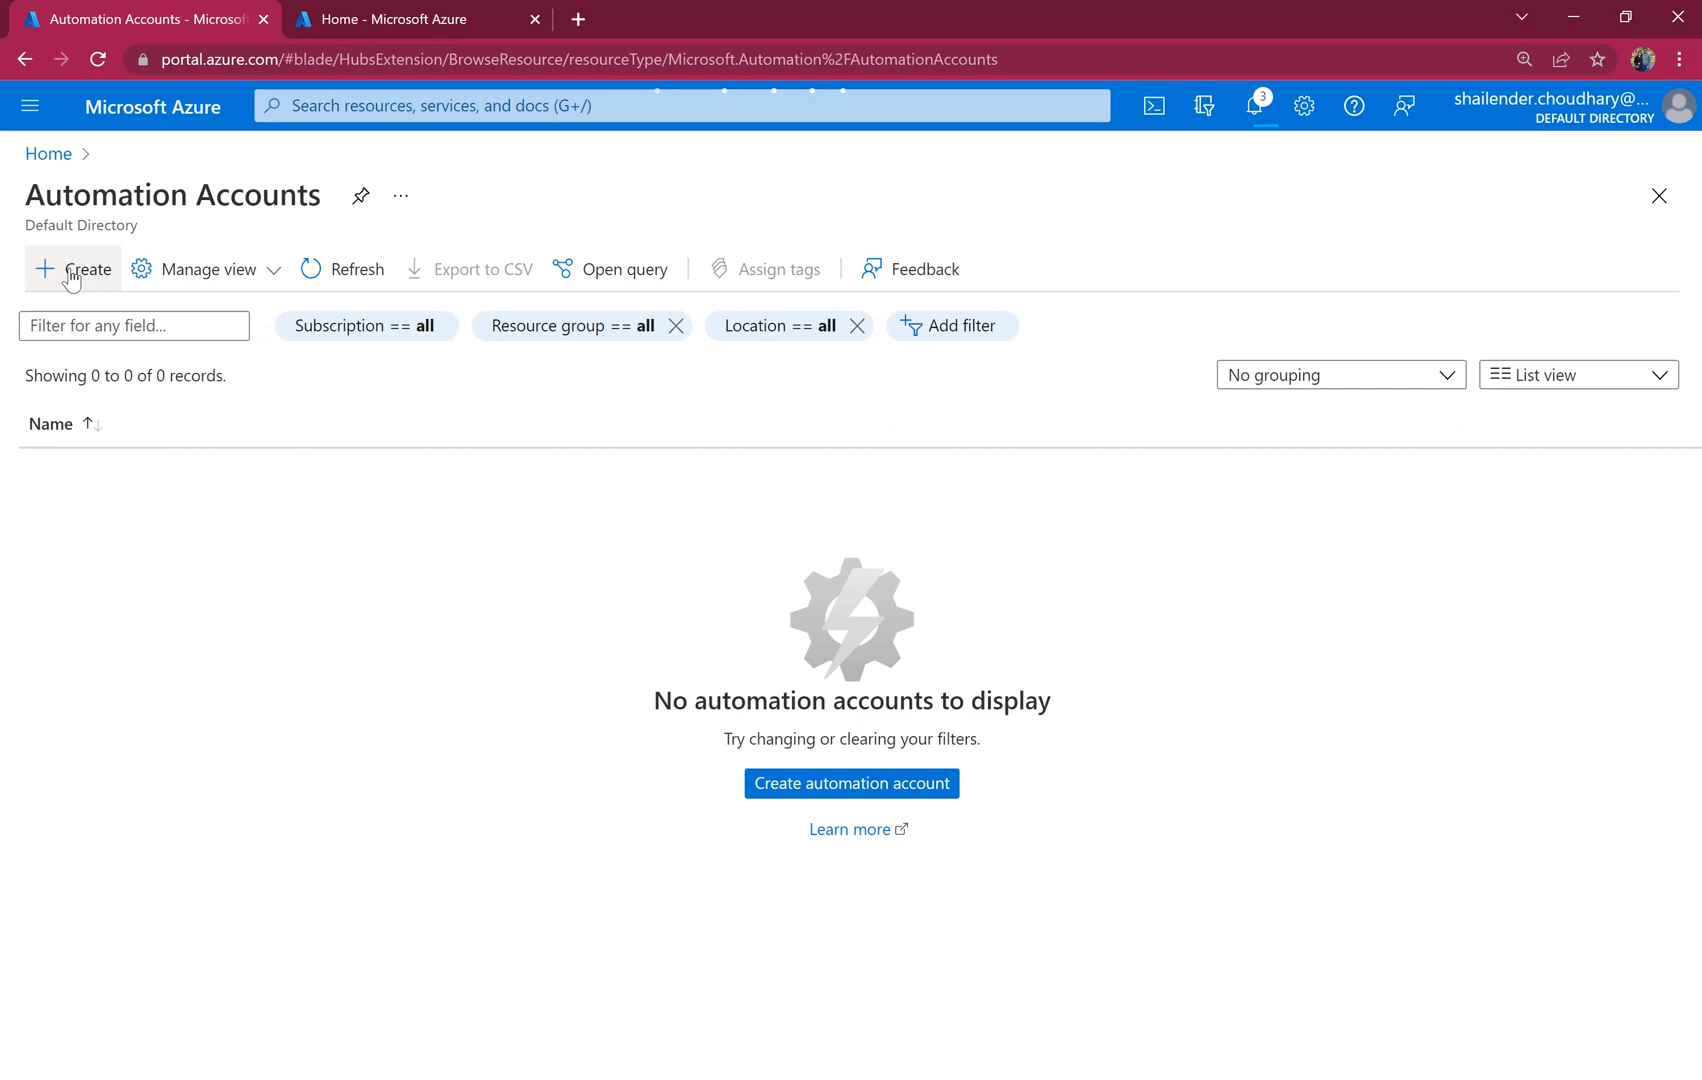 Automation Accounts - Microsof
Home - Microsoft Azure
portal.azure.com/#blade/HubsExtension/BrowseResource/resourceType/Microsoft.Automation%2FAutomationAccounts
Microsoft Azure
Search resources, services, and docs (G+/)
3
shailender.choudhary@...
DEFAULT DIRECTORY
Home
Automation Accounts
...
Default Directory
Create
Manage view
Refresh
Export to CSV
Open query
Assign tags
Feedback
Filter for any field...
Subscription == all
Resource group == all
Location == all
Add filter
Showing 0 to 0 of 0 records.
No grouping
List view
Name
No automation accounts to display
Try changing or clearing your filters.
Create automation account
Learn more